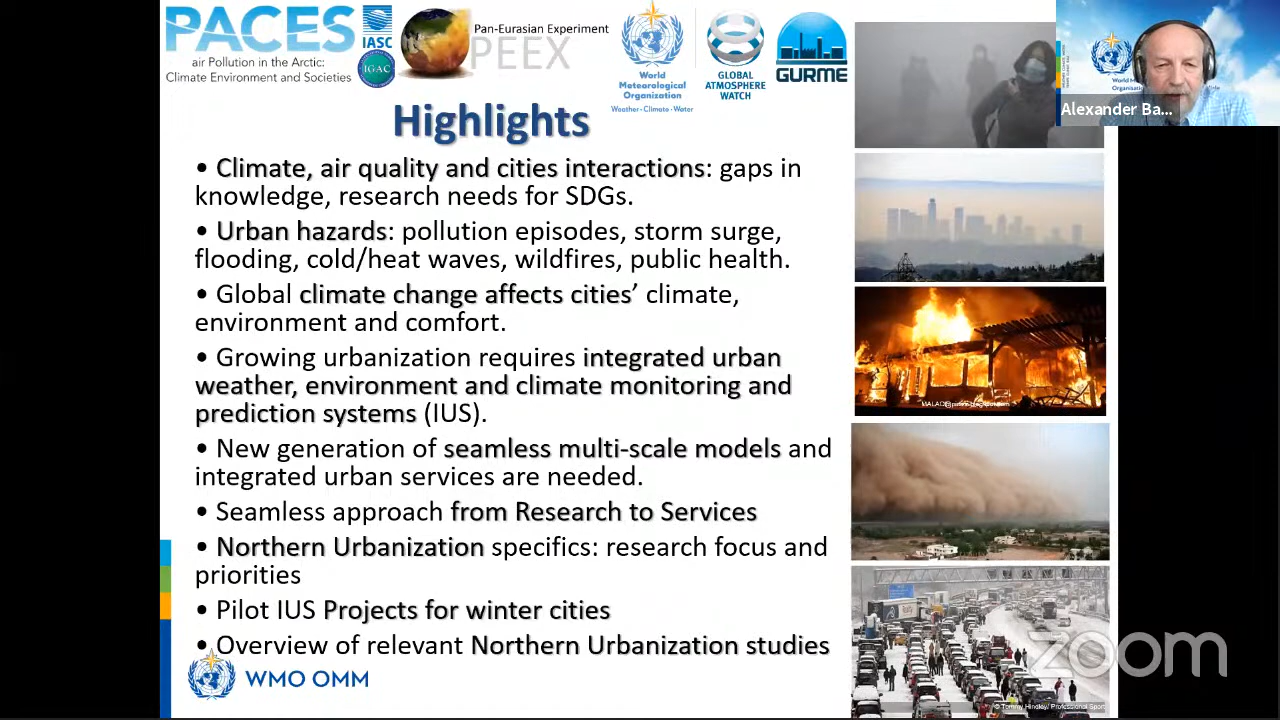 PACES
air Pollution in the Arctic:
Climate Environment and Societies
IASC
IGAC
Pan-Eurasian Experiment
PEEX
World
Meteorological
Organization
Weather • Climate • Water
GLOBAL
ATMOSPHERE
WATCH
GURME
Alexander Ba...
Highlights
• Climate, air quality and cities interactions: gaps in
knowledge, research needs for SDGs.
• Urban hazards: pollution episodes, storm surge,
flooding, cold/heat waves, wildfires, public health.
• Global climate change affects cities’ climate,
environment and comfort.
• Growing urbanization requires integrated urban
weather, environment and climate monitoring and
prediction systems (IUS).
• New generation of seamless multi-scale models and
integrated urban services are needed.
• Seamless approach from Research to Services
• Northern Urbanization specifics: research focus and
priorities
• Pilot IUS Projects for winter cities
• Overview of relevant Northern Urbanization studies
WMO OMM
© Tommy Hindley/ Professional Sport
zoom